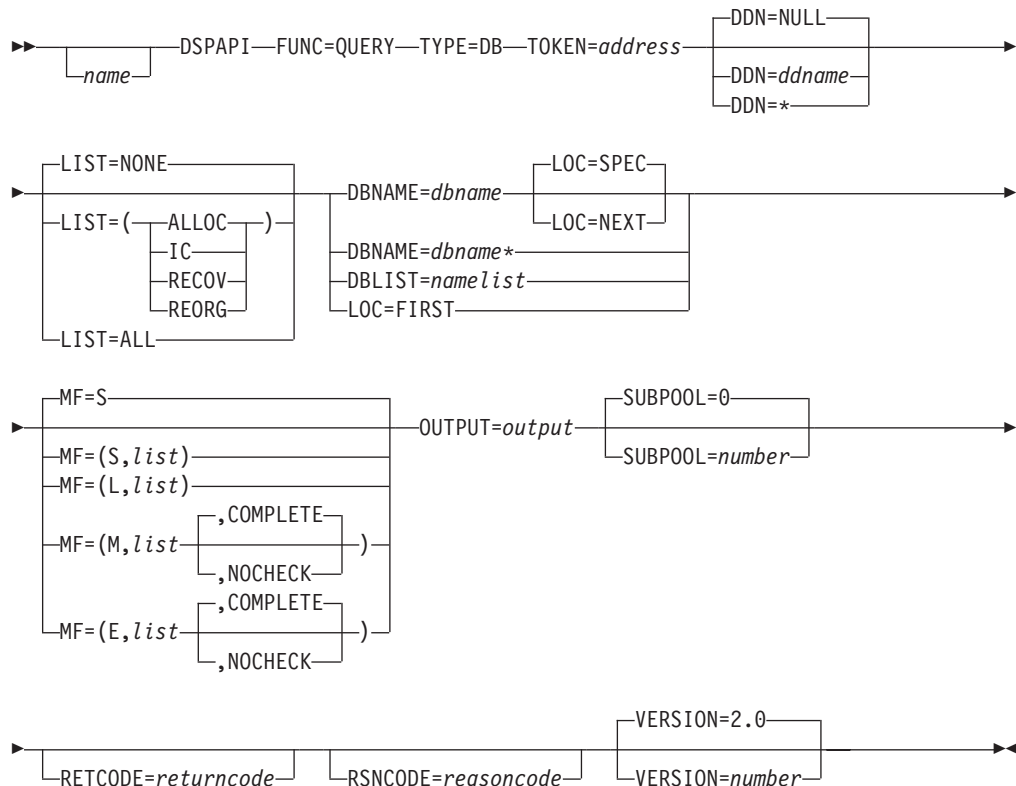 DDN=NULL
DSPAPI FUNC=QUERY TYPE=DB TOKEN=address
name
DDN=ddname
DDN=*
LIST=NONE
LIST=( ALLOC )
IC
RECOV
REORG
LIST=ALL
DBNAME=dbname
LOC=SPEC
LOC=NEXT
DBNAME=dbname*
DBLIST=namelist
LOC=FIRST
MF=S
MF=(S,list)
MF=(L,list)
,COMPLETE
MF=(M,list )
,NOCHECK
,COMPLETE
MF=(E,list )
,NOCHECK
OUTPUT=output
SUBPOOL=0
SUBPOOL=number
RETCODE=returncode
RSNCODE=reasoncode
VERSION=2.0
VERSION=number